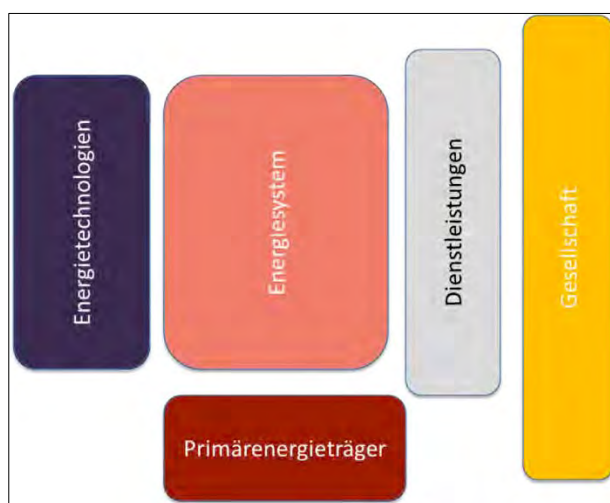 Energietechnologien
Energiesystem
Dienstleistungen
Gesellschaft
Primärenergieträger